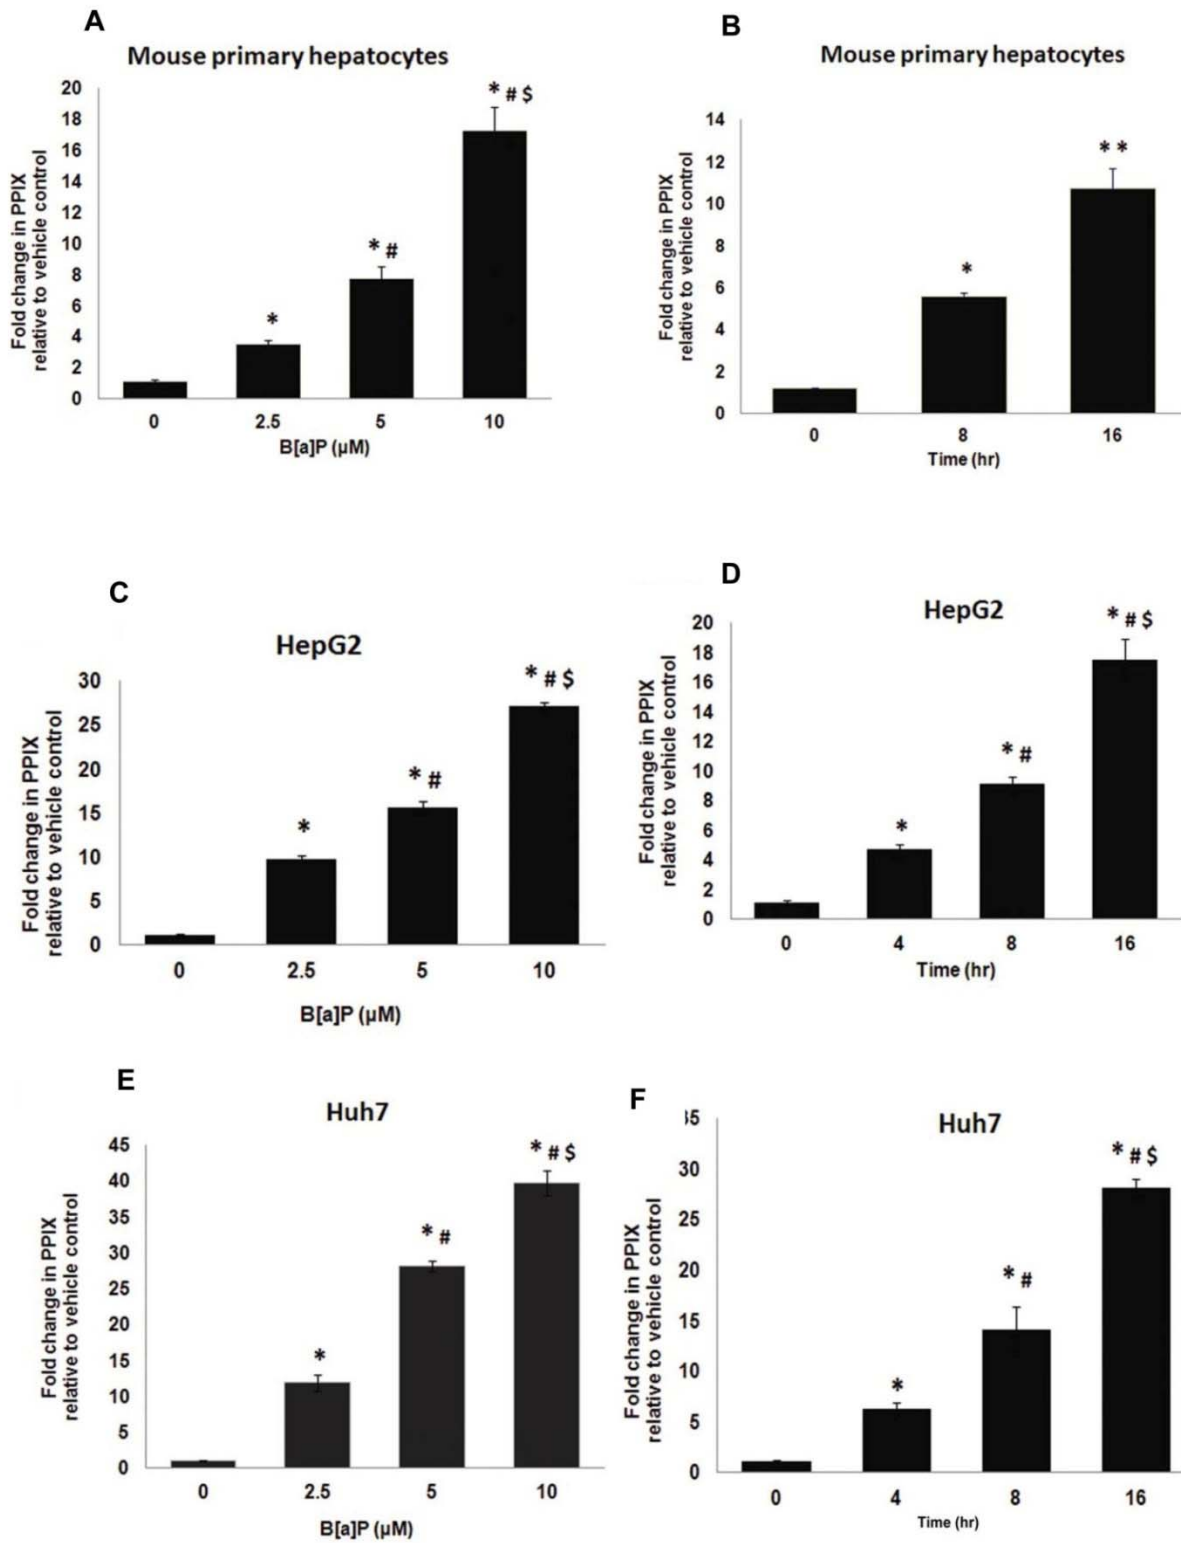 A
Mouse primary hepatocytes
Fold change in PPIX
relative to vehicle control
20
18
16
14
12
10
8
6
4
2
0
*
* #
* # $
0 2.5 5 10
B[a]P (µM)
B
Mouse primary hepatocytes
Fold change in PPIX
relative to vehicle control
14
12
10
8
6
4
2
0
*
* *
0 8 16
Time (hr)
C
HepG2
Fold change in PPIX
relative to vehicle control
30
25
20
15
10
5
0
*
* #
* # $
0 2.5 5 10
B[a]P (µM)
D
HepG2
Fold change in PPIX
relative to vehicle control
20
18
16
14
12
10
8
6
4
2
0
*
* #
* # $
0 4 8 16
Time (hr)
E
Huh7
Fold change in PPIX
relative to vehicle control
45
40
35
30
25
20
15
10
5
0
*
* #
* # $
0 2.5 5 10
B[a]P (µM)
F
Huh7
Fold change in PPIX
relative to vehicle control
35
30
25
20
15
10
5
0
*
* #
* # $
0 4 8 16
Time (hr)